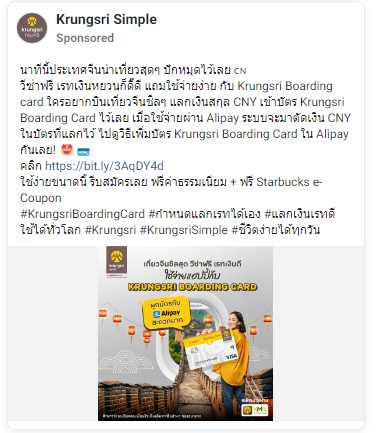 Krungsri Simple
Sponsored
นาทีนี้ประเทศจีนน่าเที่ยวสุดๆ ปักหมุดไว้เลย CN
วีซ่าฟรี เรทเงินหยวนก็ดี๊ดี แถมใช้จ่ายง่าย กับ Krungsri Boarding
card ใครอยากบินเที่ยวจีนชิลๆ แลกเงินสกุล CNY เข้าบัตร Krungsri
Boarding Card ไว้เลย เมื่อใช้จ่ายผ่าน Alipay ระบบจะมาตัดเงิน CNY
ในบัตรที่แลกไว้ ไปดูวิธีเพิ่มบัตร Krungsri Boarding Card ใน Alipay
กันเลย!
คลิก https://bit.ly/3AqDY4d
ใช้ง่ายขนาดนี้ รีบสมัครเลย ฟรีค่าธรรมเนียม + ฟรี Starbucks e-
Coupon
#KrungsriBoardingCard #กำหนดแลกเรทได้เอง #แลกเงินเรทดี
ใช้ได้ทั่วโลก #Krungsri #KrungsriSimple #ชีวิตง่ายได้ทุกวัน
krungsri
กรุงศรี
เที่ยวจีนชิลสุด วีซ่าฟรี เรทเงินดี
ใช้จ่ายแฮปปี้กับ
KRUNGSRI BOARDING CARD
ผูกบัตรกับ
Alipay
สะดวกมาก
VISA